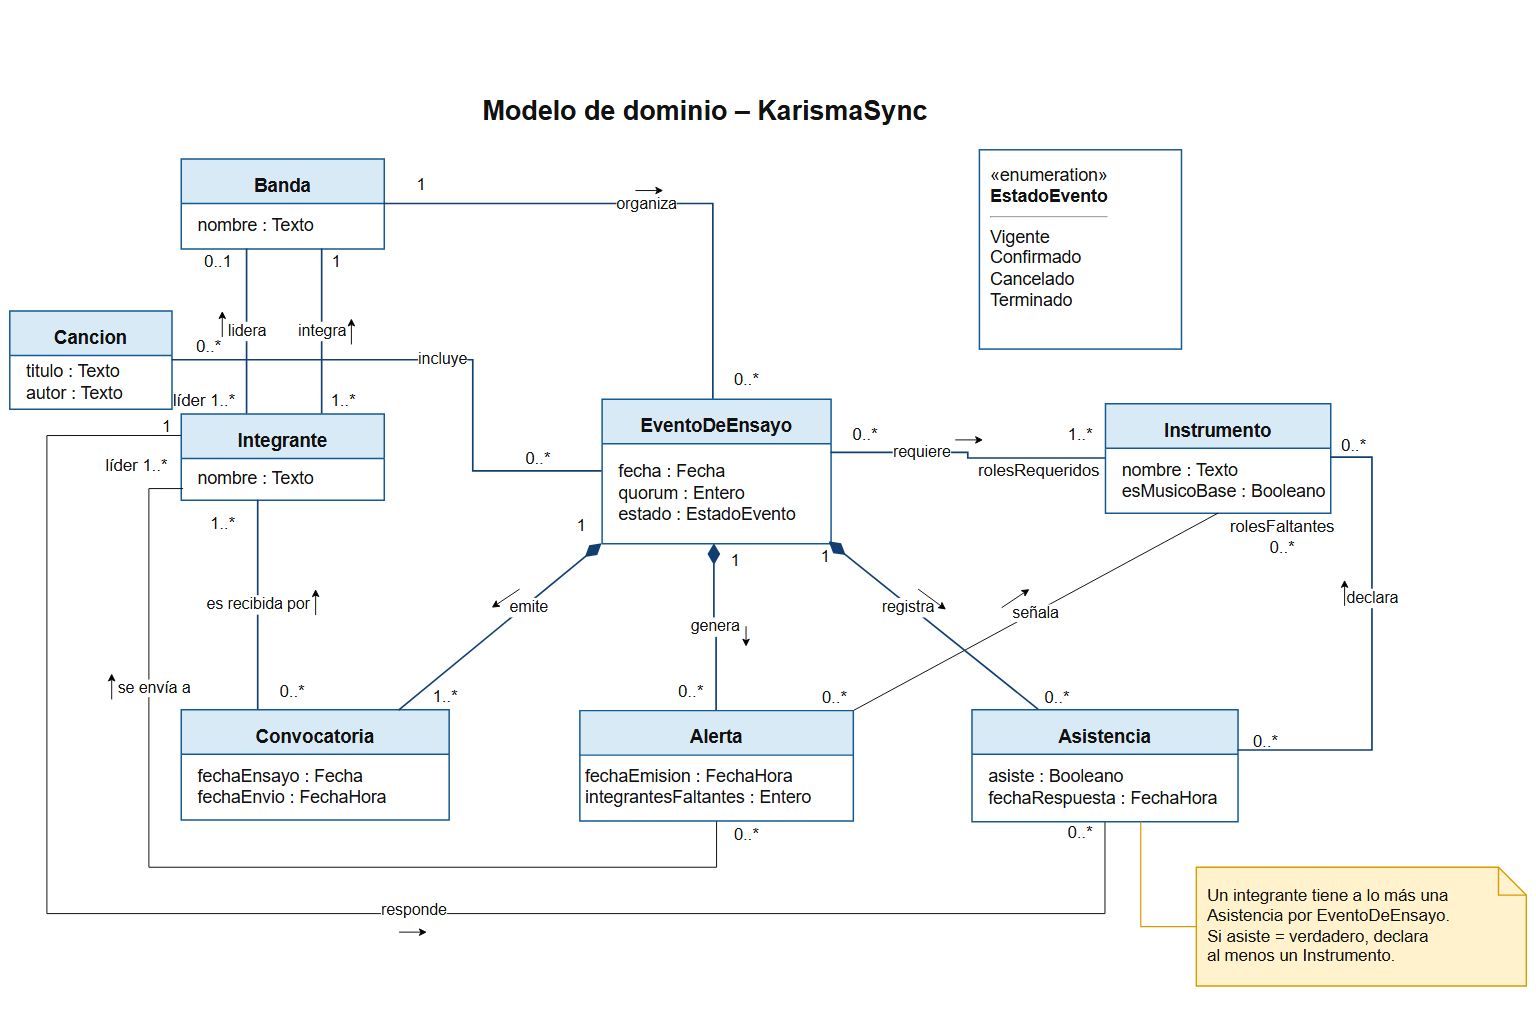 Modelo de dominio – KarismaSync
Banda
nombre : Texto
1
organiza
0..*
«enumeration»
EstadoEvento
Vigente
Confirmado
Cancelado
Terminado
0..1
1
lidera
integra
líder 1..*
1..*
Cancion
titulo : Texto
autor : Texto
0..*
incluye
0..*
Integrante
nombre : Texto
1
líder 1..*
1..*
EventoDeEnsayo
fecha : Fecha
quorum : Entero
estado : EstadoEvento
0..*
requiere
1..*
rolesRequeridos
Instrumento
nombre : Texto
esMusicoBase : Booleano
0..*
rolesFaltantes
0..*
1
1
1
es recibida por
emite
genera
registra
señala
declara
se envía a
0..*
1..*
0..*
0..*
0..*
0..*
Convocatoria
fechaEnsayo : Fecha
fechaEnvio : FechaHora
Alerta
fechaEmision : FechaHora
integrantesFaltantes : Entero
0..*
Asistencia
asiste : Booleano
fechaRespuesta : FechaHora
0..*
responde
Un integrante tiene a lo más una
Asistencia por EventoDeEnsayo.
Si asiste = verdadero, declara
al menos un Instrumento.